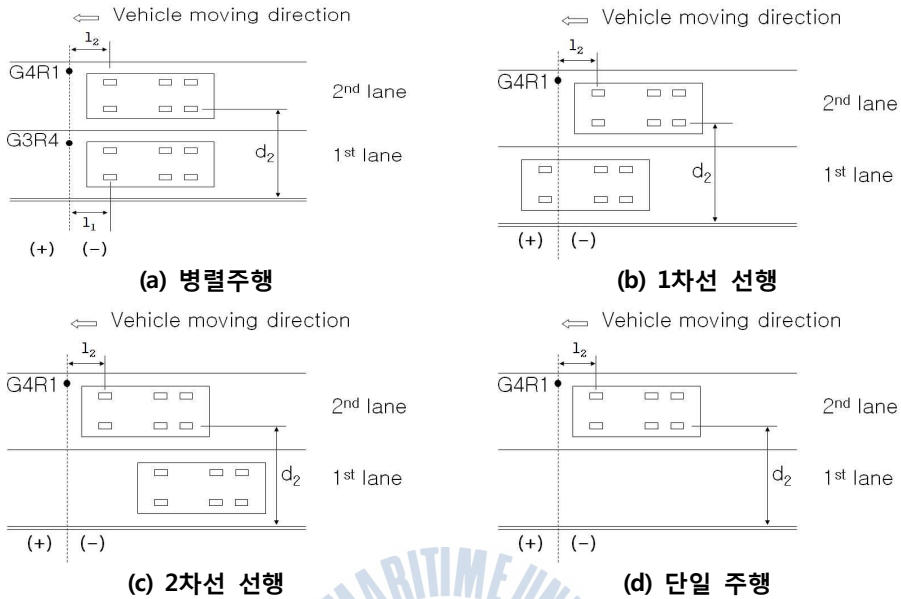 ⇦ Vehicle moving direction
l₂
G4R1
2nd lane
G3R4
d₂
1st lane
l₁
(+) (−)
(a) 병렬주행
⇦ Vehicle moving direction
l₂
G4R1
2nd lane
d₂
1st lane
(+) (−)
(b) 1차선 선행
⇦ Vehicle moving direction
l₂
G4R1
2nd lane
d₂
1st lane
(+) (−)
(c) 2차선 선행
⇦ Vehicle moving direction
l₂
G4R1
2nd lane
d₂
1st lane
(+) (−)
(d) 단일 주행
MARITIME